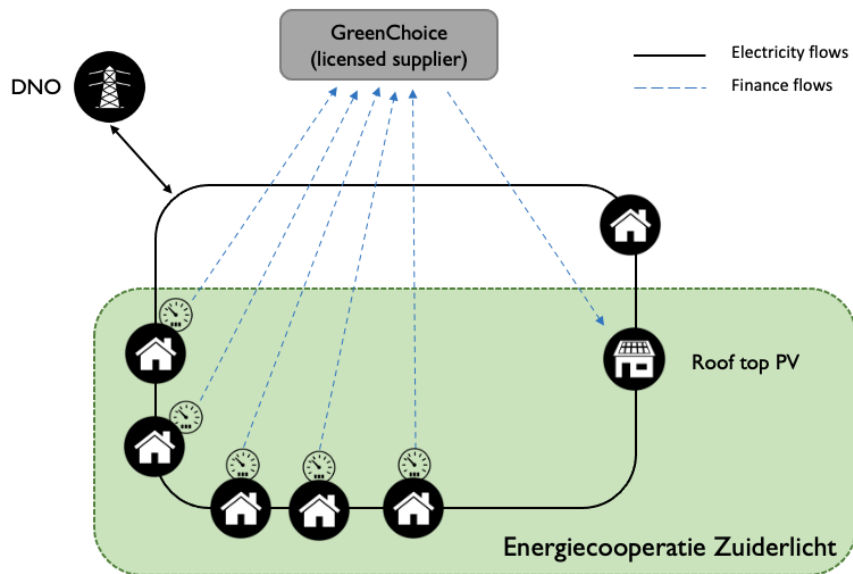 GreenChoice
(licensed supplier)
DNO
Electricity flows
Finance flows
Roof top PV
Energiecooperatie Zuiderlicht